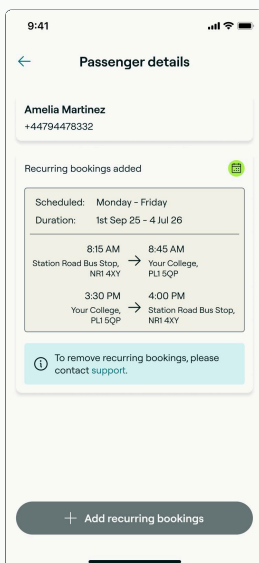 9:41
Passenger details
Amelia Martinez
+44794478332
Recurring bookings added
Scheduled: Monday - Friday
Duration: 1st Sep 25 - 4 Jul 26
8:15 AM 8:45 AM
Station Road Bus Stop, → Your College,
NR1 4XY PL1 5QP
3:30 PM 4:00 PM
Your College, → Station Road Bus Stop,
PL1 5QP NR1 4XY
To remove recurring bookings, please
contact support.
+ Add recurring bookings